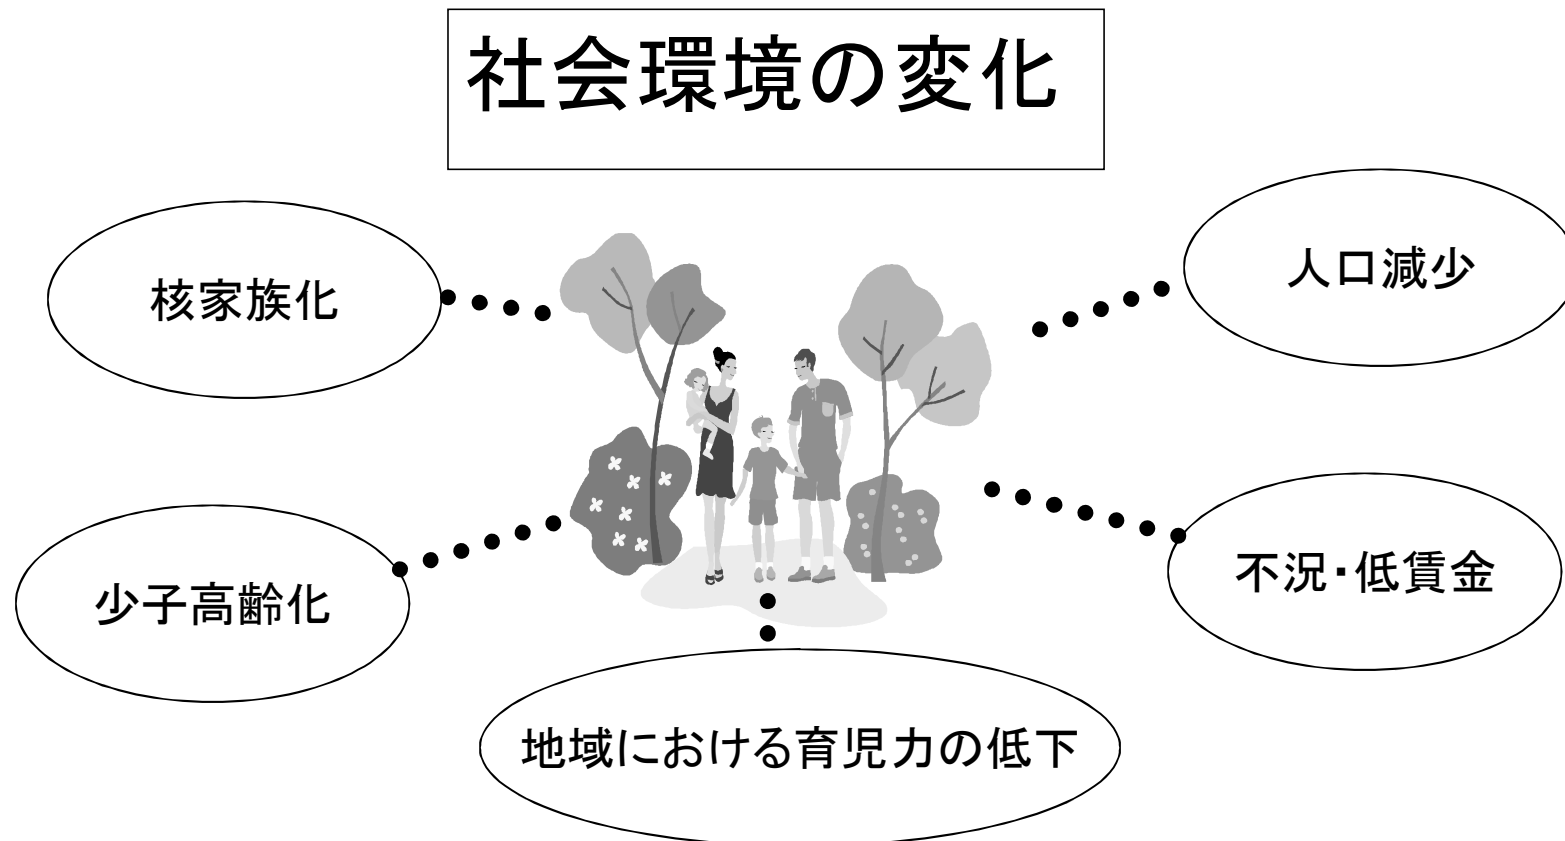 社会環境の変化
核家族化
人口減少
少子高齢化
不況・低賃金
地域における育児力の低下